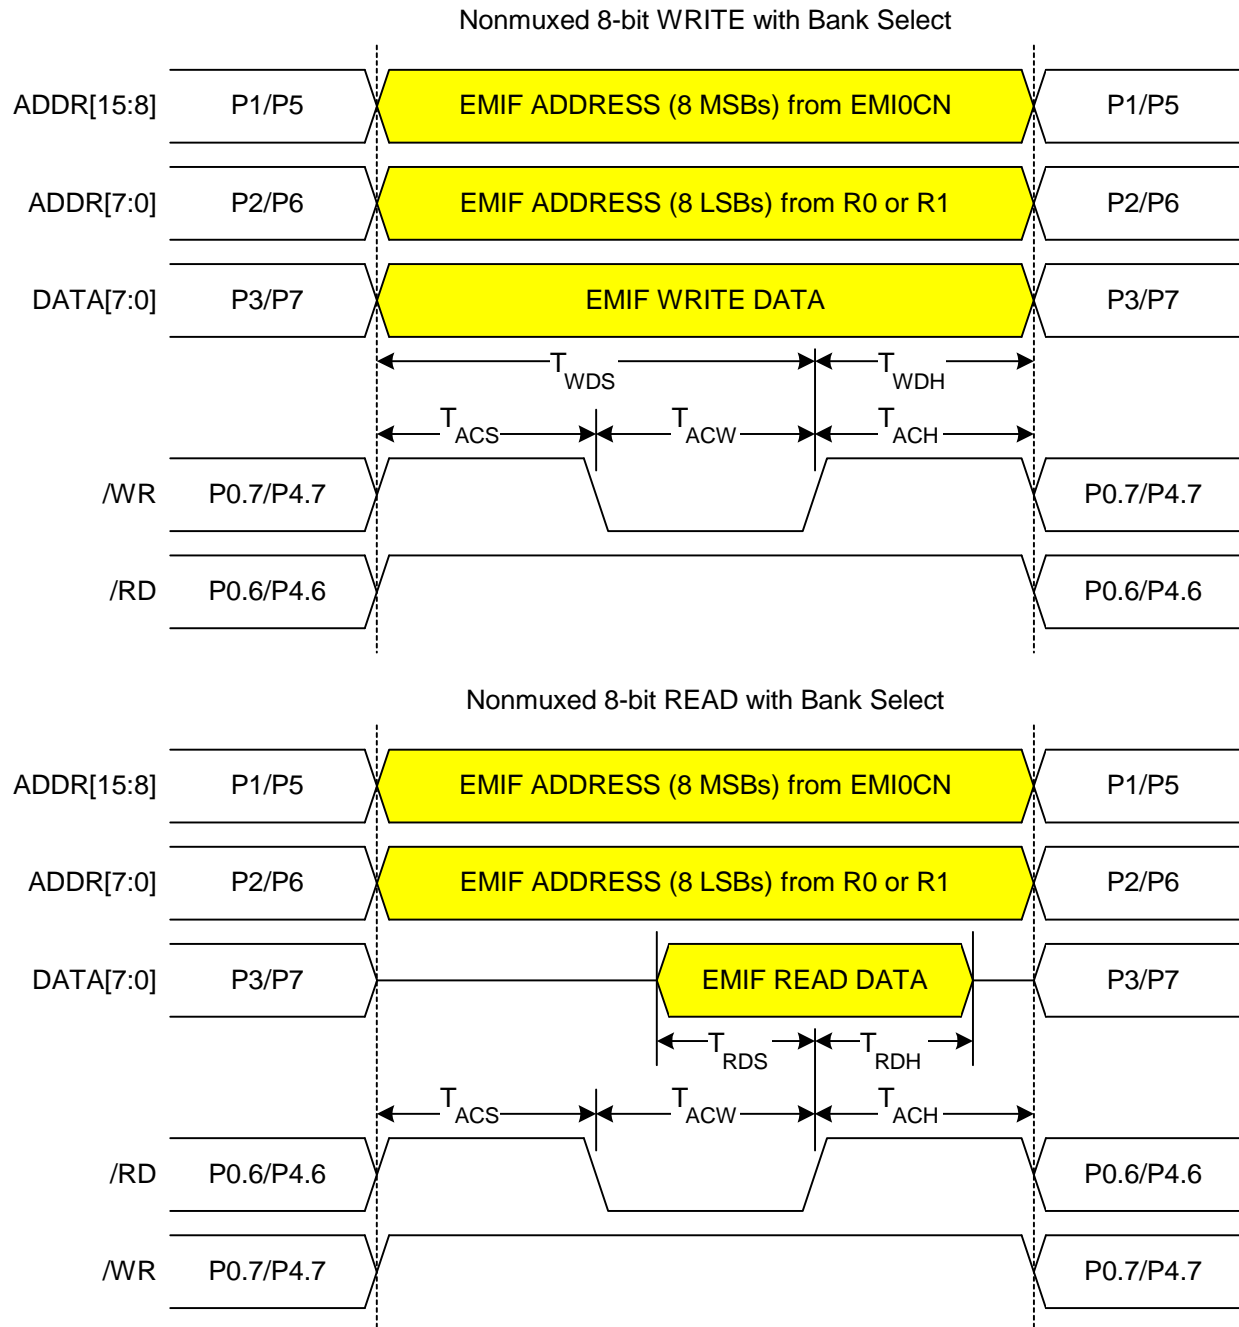 Nonmuxed 8-bit WRITE with Bank Select
ADDR[15:8] P1/P5 EMIF ADDRESS (8 MSBs) from EMI0CN P1/P5
ADDR[7:0] P2/P6 EMIF ADDRESS (8 LSBs) from R0 or R1 P2/P6
DATA[7:0] P3/P7 EMIF WRITE DATA P3/P7
TWDS TWDH
TACS TACW TACH
/WR P0.7/P4.7 P0.7/P4.7
/RD P0.6/P4.6 P0.6/P4.6
Nonmuxed 8-bit READ with Bank Select
ADDR[15:8] P1/P5 EMIF ADDRESS (8 MSBs) from EMI0CN P1/P5
ADDR[7:0] P2/P6 EMIF ADDRESS (8 LSBs) from R0 or R1 P2/P6
DATA[7:0] P3/P7 EMIF READ DATA P3/P7
TRDS TRDH
TACS TACW TACH
/RD P0.6/P4.6 P0.6/P4.6
/WR P0.7/P4.7 P0.7/P4.7